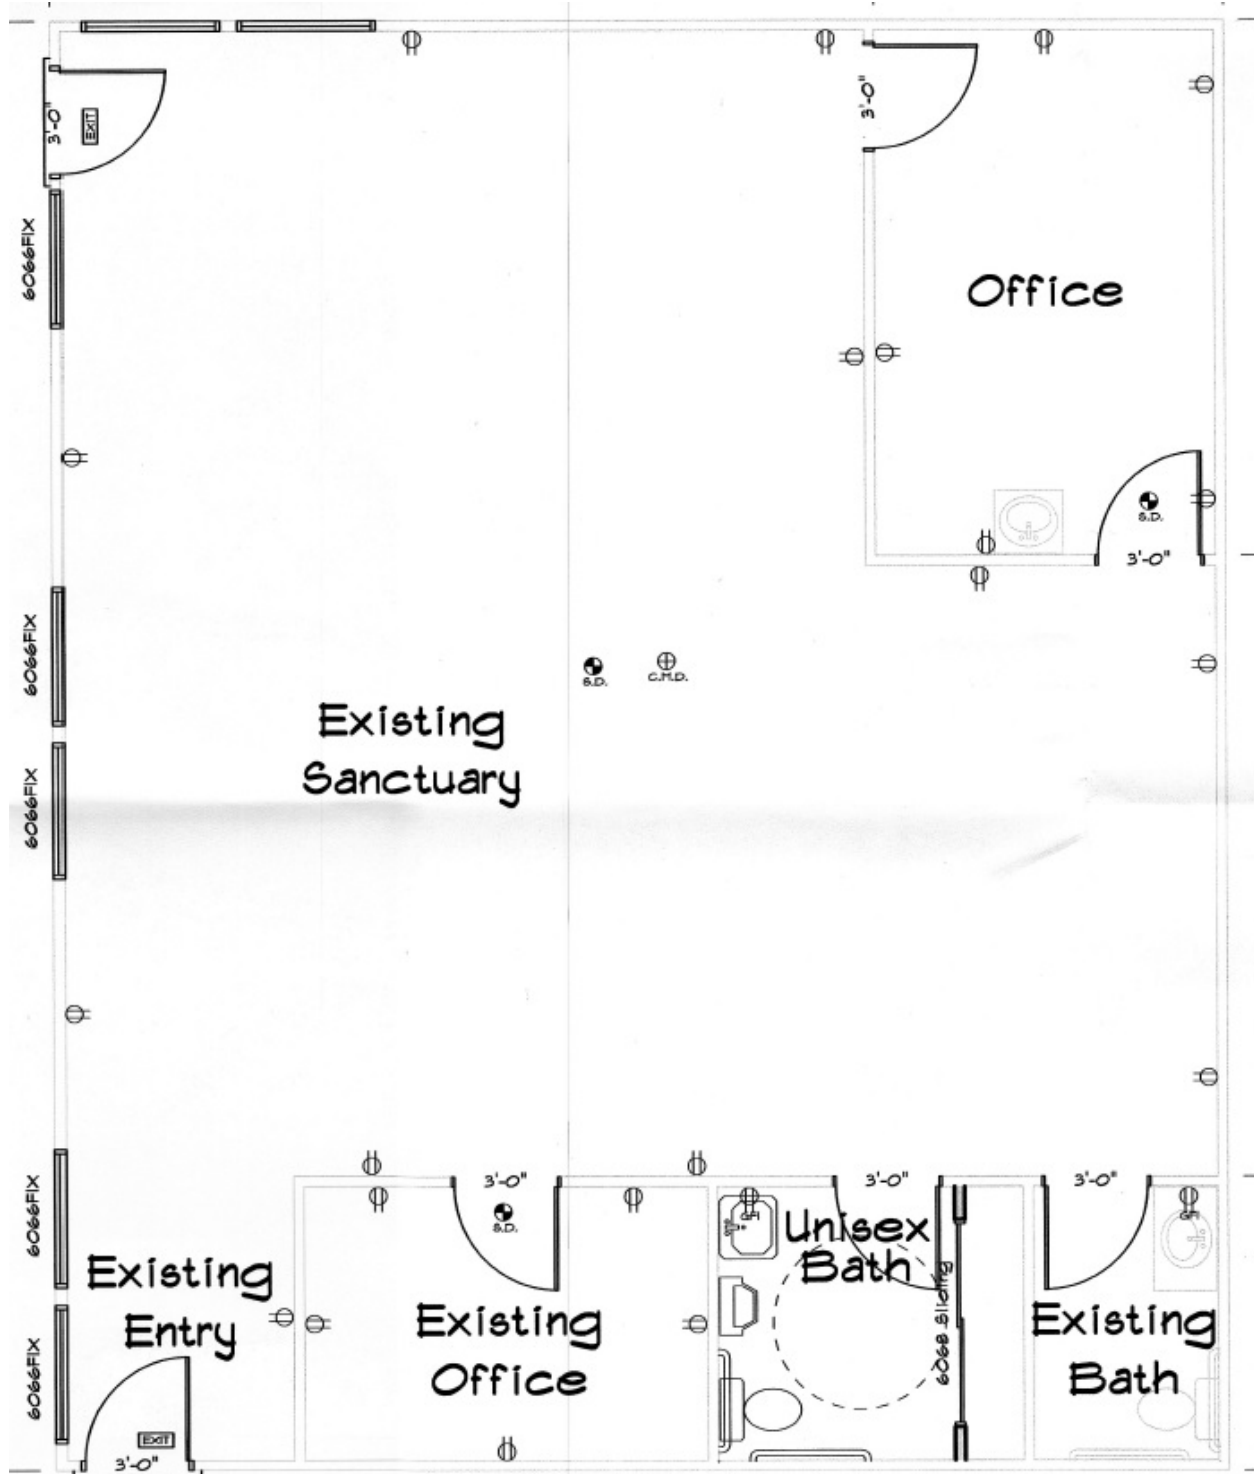 3'-0"
EXIT
3'-0"
6066FIX
Office
S.D.
3'-0"
6066FIX
S.D.
C.M.D.
Existing
Sanctuary
6066FIX
3'-0"
3'-0"
3'-0"
6066FIX
S.D.
GFI
Unisex
Bath
GFI
Existing
Entry
6068 Sliding
Existing
Office
Existing
Bath
6066FIX
EXIT
3'-0"